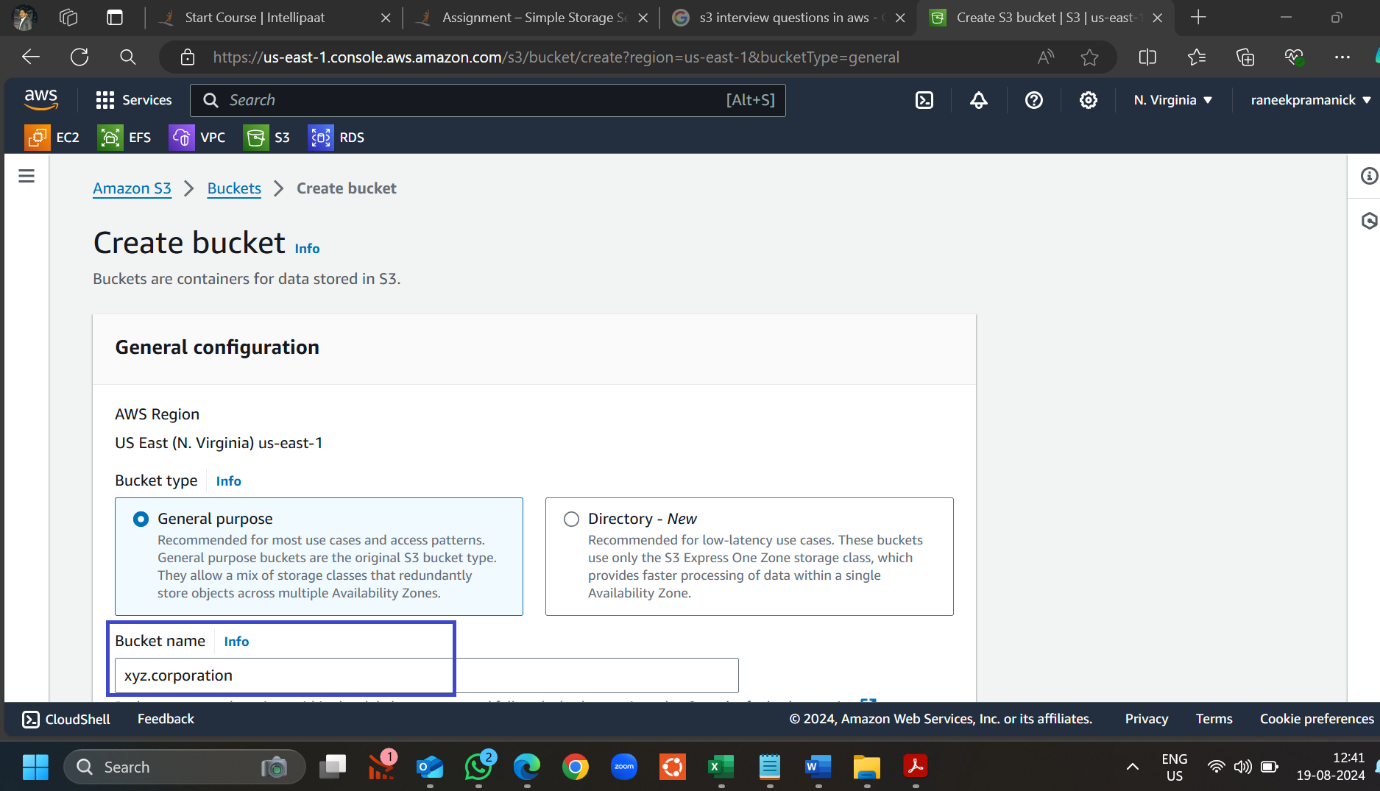 Start Course | Intellipaat
Assignment – Simple Storage Se
s3 interview questions in aws -
Create S3 bucket | S3 | us-east-1
https://us-east-1.console.aws.amazon.com/s3/bucket/create?region=us-east-1&bucketType=general
aws
Services
Search
[Alt+S]
N. Virginia
raneekpramanick
EC2
EFS
VPC
S3
RDS
Amazon S3 > Buckets > Create bucket
Create bucket Info
Buckets are containers for data stored in S3.
General configuration
AWS Region
US East (N. Virginia) us-east-1
Bucket type Info
General purpose
Recommended for most use cases and access patterns.
General purpose buckets are the original S3 bucket type.
They allow a mix of storage classes that redundantly
store objects across multiple Availability Zones.
Directory - New
Recommended for low-latency use cases. These buckets
use only the S3 Express One Zone storage class, which
provides faster processing of data within a single
Availability Zone.
Bucket name Info
xyz.corporation
CloudShell
Feedback
© 2024, Amazon Web Services, Inc. or its affiliates.
Privacy
Terms
Cookie preferences
Search
1
2
zoom
ENG
US
12:41
19-08-2024